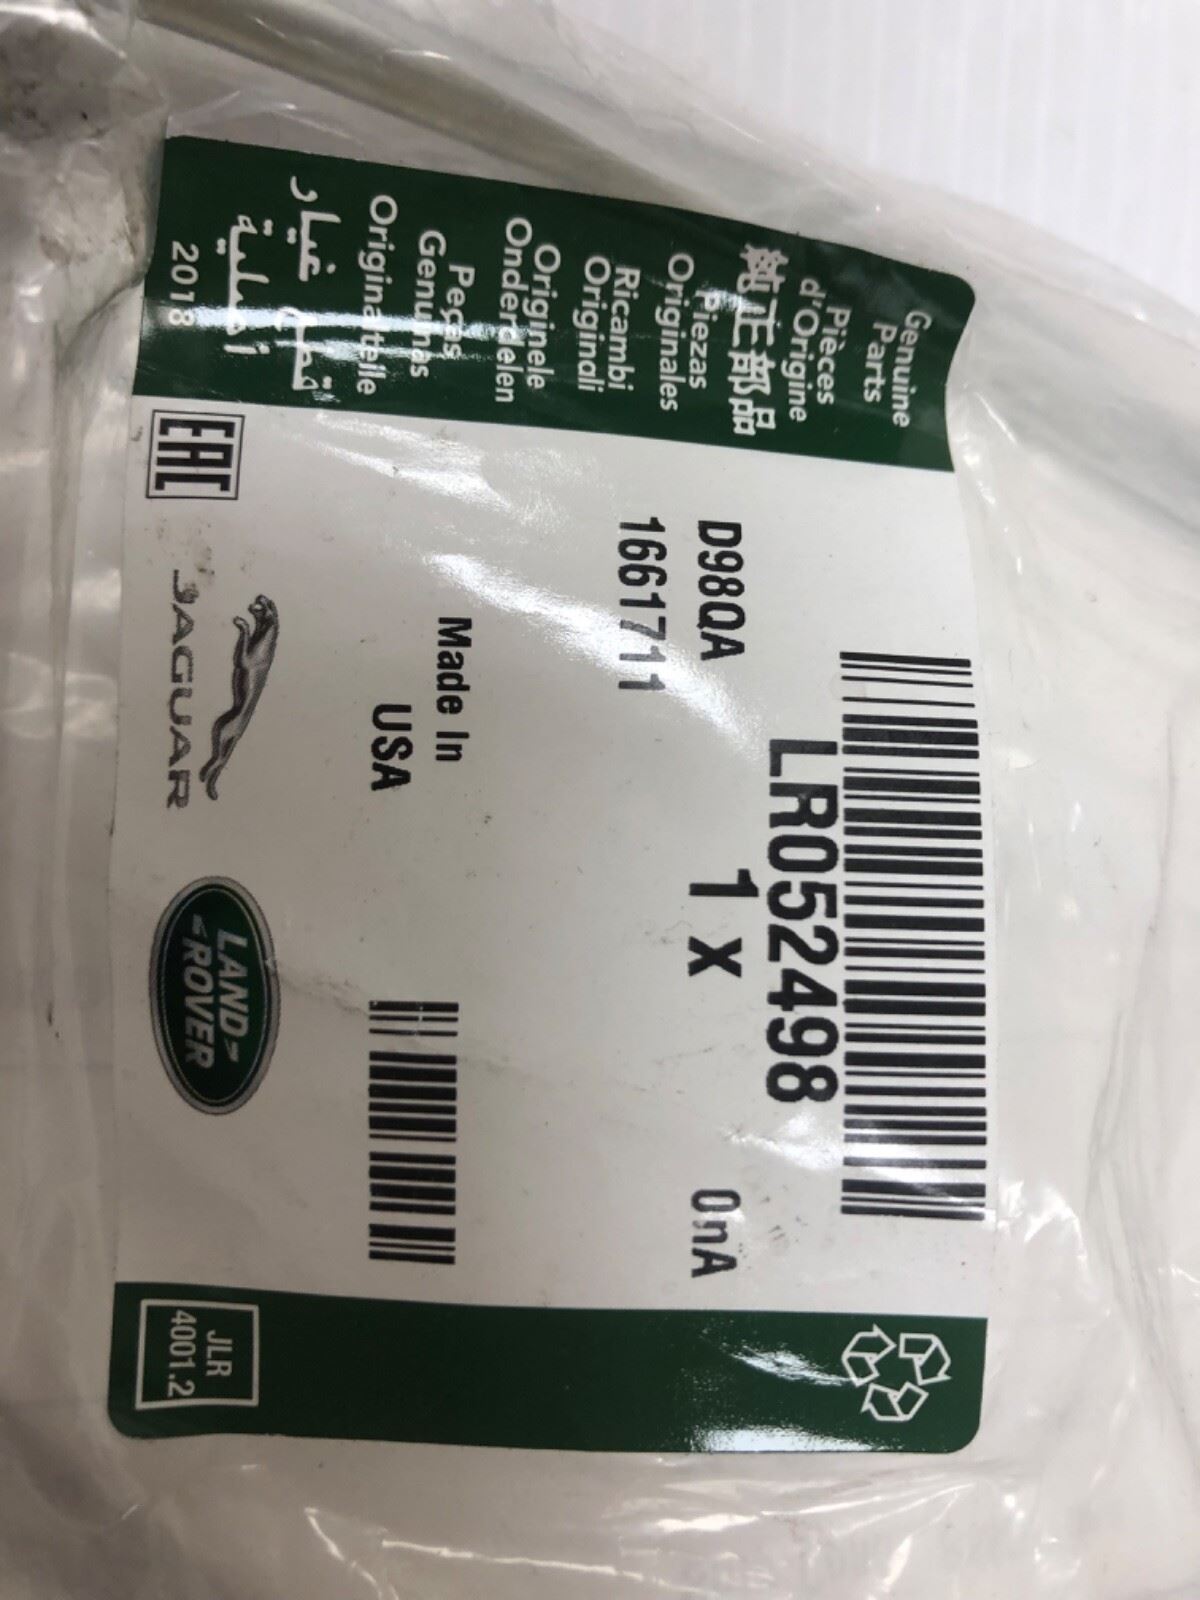 Genuine
Parts
Pièces
d'Origine
純正部品
Piezas
Originales
Ricambi
Originali
Originele
Onderdelen
Peças
Genuínas
Originalteile
قطع غيار
أصلية
2018
LR052498
D98QA
1 X
0nA
1661711
Made In
USA
EAC
JAGUAR
LAND
ROVER
JLR
4001.2